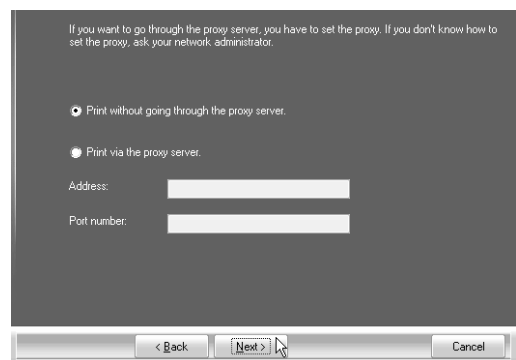 If you want to go through the proxy server, you have to set the proxy. If you don't know how to
set the proxy, ask your network administrator.
Print without going through the proxy server.
Print via the proxy server.
Address:
Port number:
< Back Next > Cancel